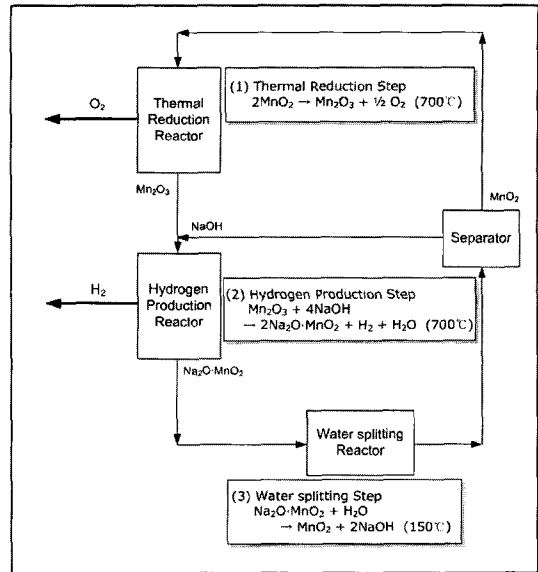 (1) Thermal Reduction Step
2MnO₂ → Mn₂O₃ + ½ O₂ (700℃)
O₂
Thermal
Reduction
Reactor
Mn₂O₃
MnO₂
NaOH
Separator
H₂
Hydrogen
Production
Reactor
(2) Hydrogen Production Step
Mn₂O₃ + 4NaOH
→ 2Na₂O·MnO₂ + H₂ + H₂O (700℃)
Na₂O·MnO₂
Water splitting
Reactor
(3) Water splitting Step
Na₂O·MnO₂ + H₂O
→ MnO₂ + 2NaOH (150℃)